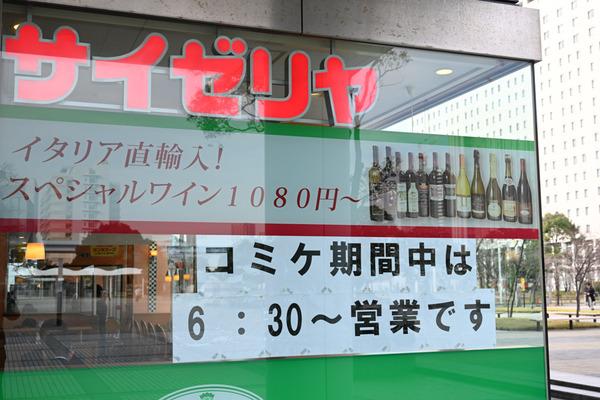 サイゼリヤ
イタリア直輸入!
スペシャルワイン1080円~
コミケ期間中は
6:30~営業です